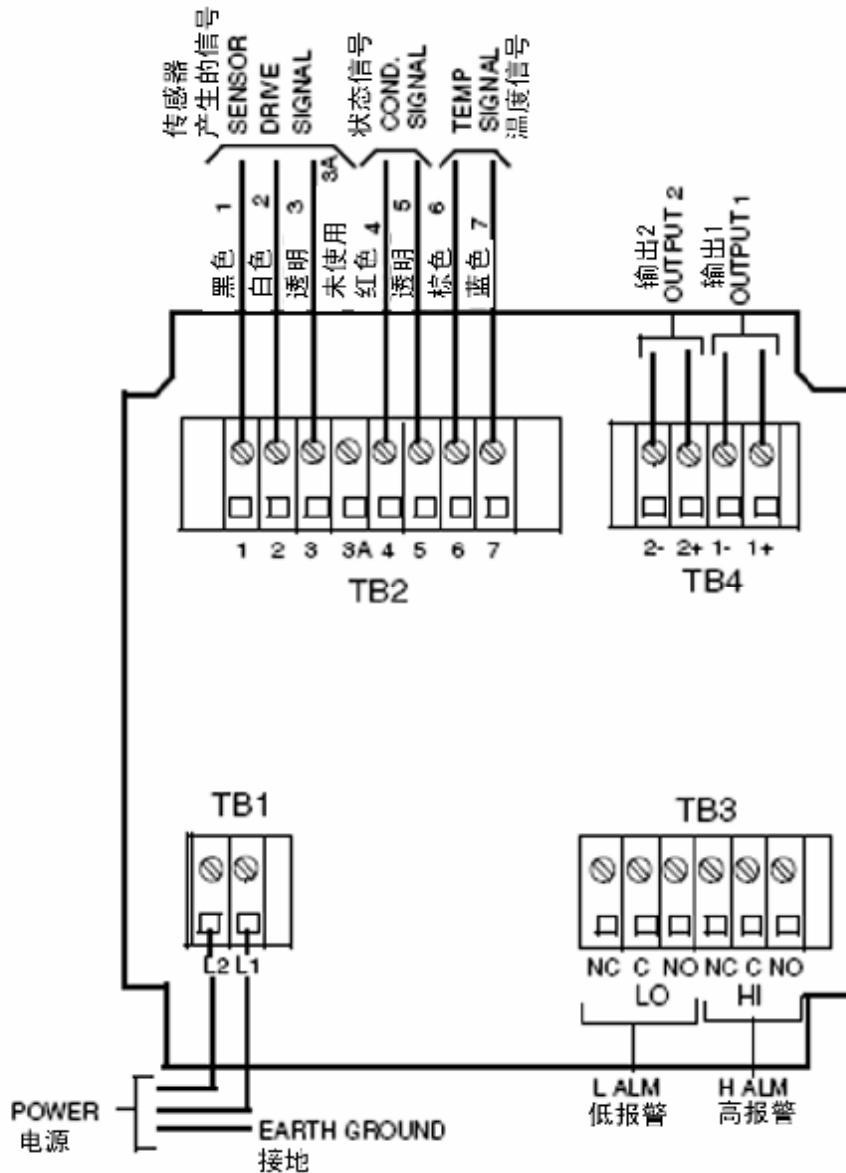 传感器
产生的信号
SENSOR
DRIVE
SIGNAL
状态信号
COND.
SIGNAL
TEMP
SIGNAL
温度信号
3A
1
2
3
4
5
6
7
黑色
白色
透明
未使用
红色
透明
棕色
蓝色
输出2
OUTPUT 2
输出1
OUTPUT 1
1 2 3 3A 4 5 6 7
TB2
2- 2+ 1- 1+
TB4
TB1
L2 L1
TB3
NC C NO NC C NO
LO HI
L ALM
低报警
H ALM
高报警
POWER
电源
EARTH GROUND
接地